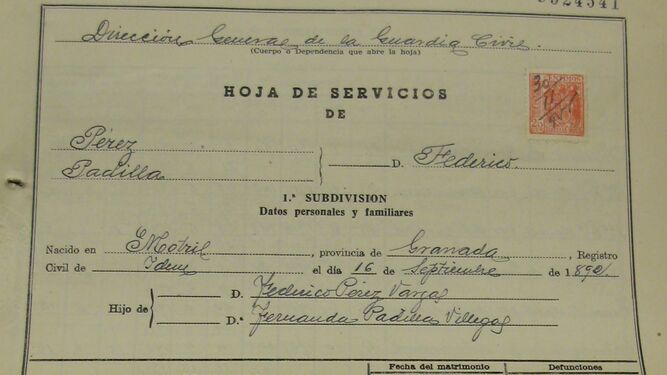 Dirección General de la Guardia Civil.
(Cuerpo o Dependencia que abre la hoja)
HOJA DE SERVICIOS
DE
Pérez
Padilla
D. Federico.
1.ª SUBDIVISION
Datos personales y familiares
Nacido en Motril, provincia de Granada, Registro
Civil de Idem el día 16 de Septiembre de 1.892.
Hijo de
D. Federico Pérez Vargas
D.ª Fernanda Padilla Villegas
Fecha del matrimonio
Defunciones